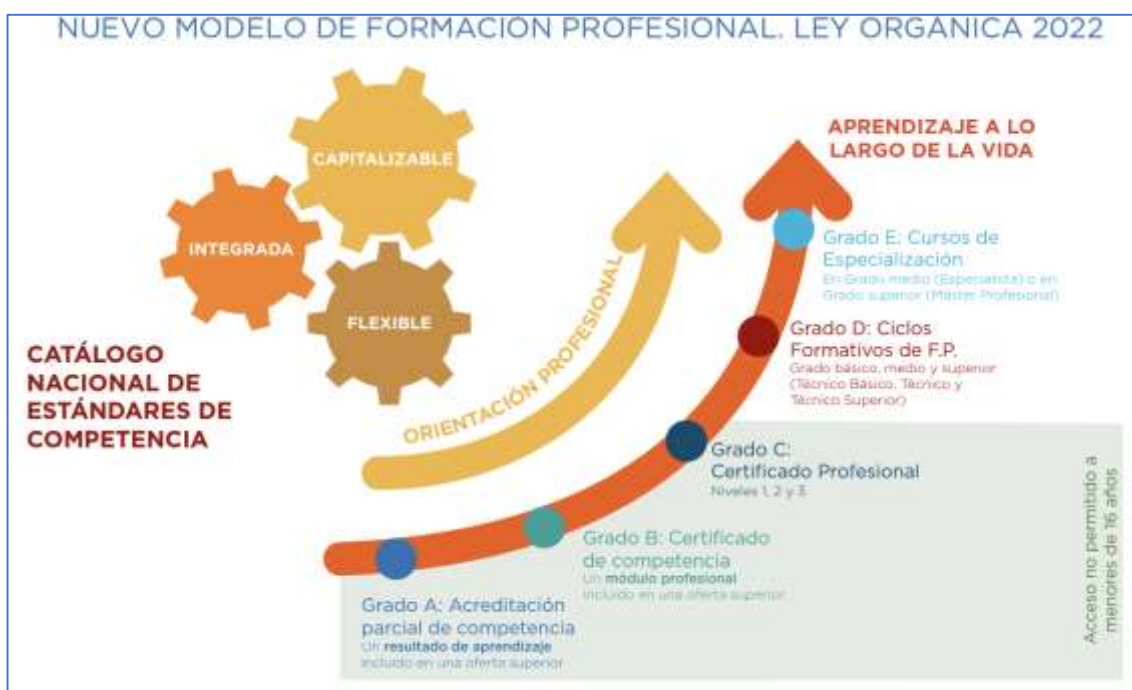 NUEVO MODELO DE FORMACIÓN PROFESIONAL. LEY ORGÁNICA 2022
CAPITALIZABLE
INTEGRADA
FLEXIBLE
CATÁLOGO
NACIONAL DE
ESTÁNDARES DE
COMPETENCIA
ORIENTACIÓN PROFESIONAL
APRENDIZAJE A LO
LARGO DE LA VIDA
Grado E: Cursos de
Especialización
En Grado medio (Especialista) o en
Grado superior (Máster Profesional)
Grado D: Ciclos
Formativos de F.P.
Grado básico, medio y superior
(Técnico Básico, Técnico y
Técnico Superior)
Grado C:
Certificado Profesional
Niveles 1, 2 y 3
Grado B: Certificado
de competencia
Un módulo profesional
incluido en una oferta superior
Grado A: Acreditación
parcial de competencia
Un resultado de aprendizaje
incluido en una oferta superior
Acceso no permitido a
menores de 16 años